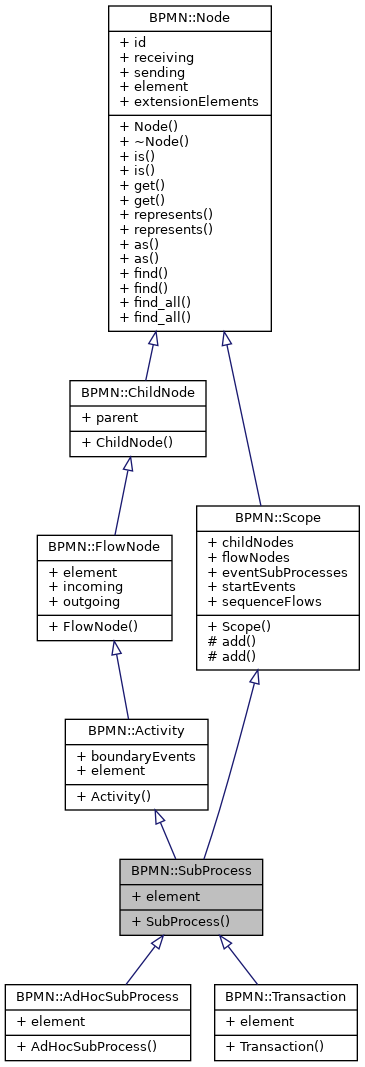 BPMN::Node
+ id
+ receiving
+ sending
+ element
+ extensionElements
+ Node()
+ ~Node()
+ is()
+ is()
+ get()
+ get()
+ represents()
+ represents()
+ as()
+ as()
+ find()
+ find()
+ find_all()
+ find_all()
BPMN::ChildNode
+ parent
+ ChildNode()
BPMN::Scope
+ childNodes
+ flowNodes
+ eventSubProcesses
+ startEvents
+ sequenceFlows
+ Scope()
# add()
# add()
BPMN::FlowNode
+ element
+ incoming
+ outgoing
+ FlowNode()
BPMN::Activity
+ boundaryEvents
+ element
+ Activity()
BPMN::SubProcess
+ element
+ SubProcess()
BPMN::AdHocSubProcess
+ element
+ AdHocSubProcess()
BPMN::Transaction
+ element
+ Transaction()